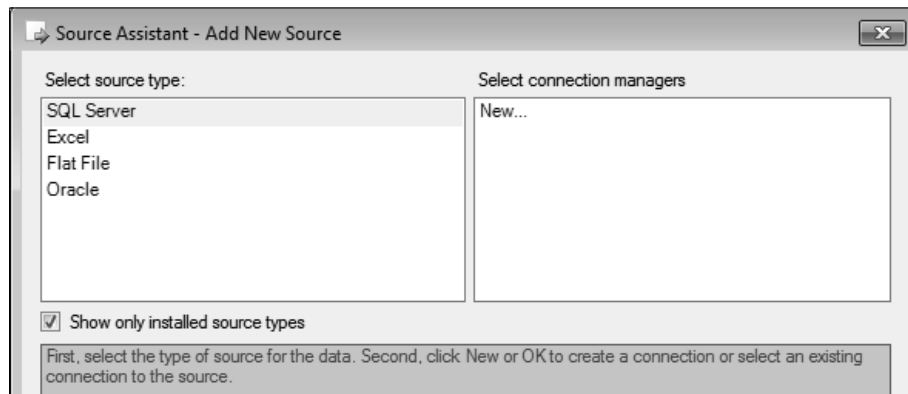 Source Assistant - Add New Source
Select source type:
SQL Server
Excel
Flat File
Oracle
Select connection managers
New...
Show only installed source types
First, select the type of source for the data. Second, click New or OK to create a connection or select an existing
connection to the source.